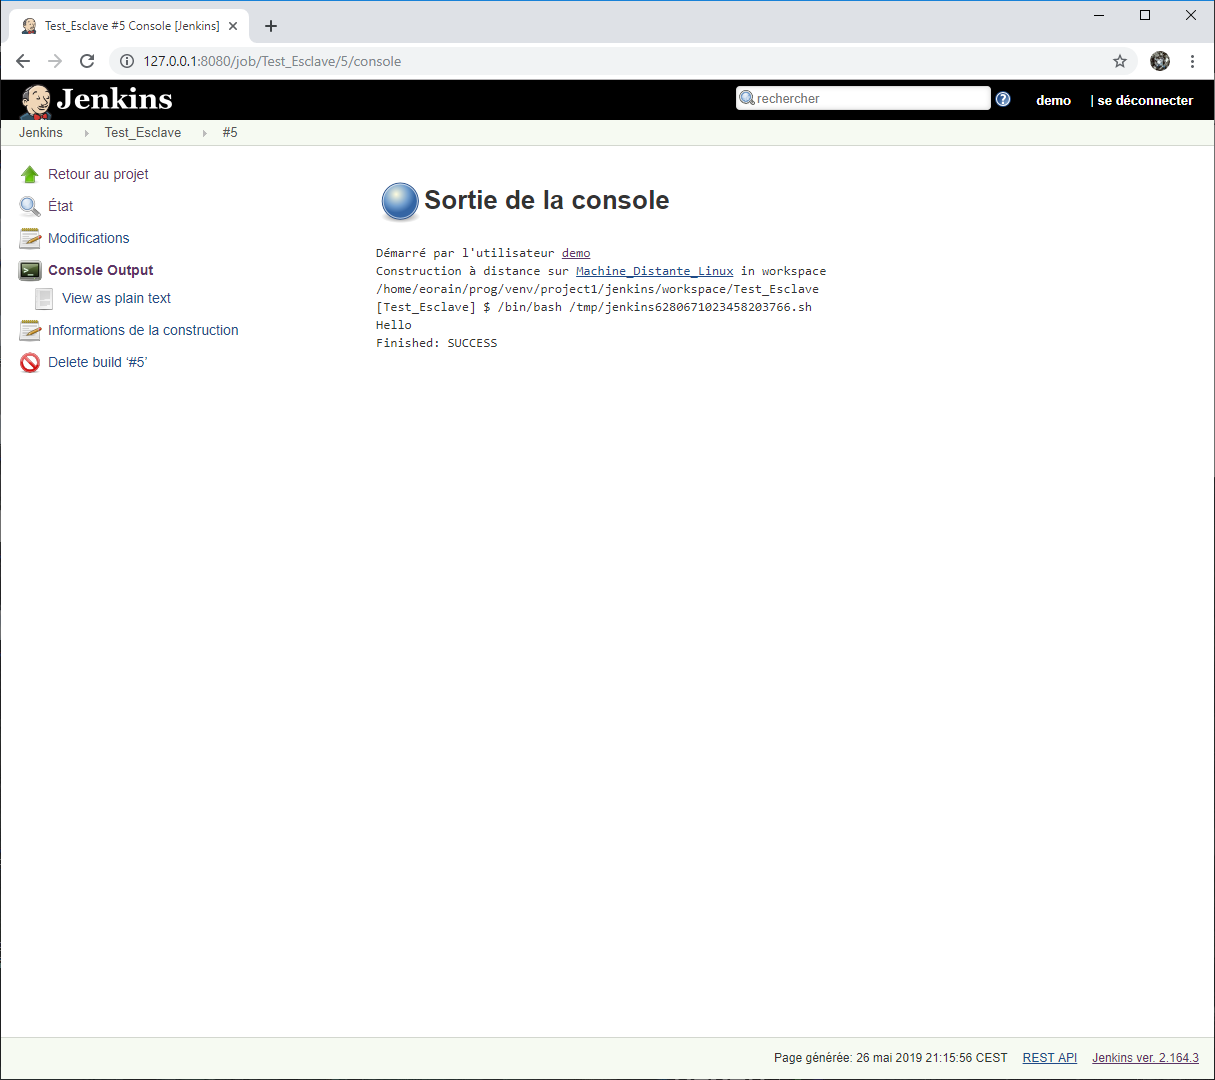 Test_Esclave #5 Console [Jenkins]
127.0.0.1:8080/job/Test_Esclave/5/console
Jenkins
rechercher
demo
| se déconnecter
Jenkins Test_Esclave #5
Retour au projet
État
Modifications
Console Output
View as plain text
Informations de la construction
Delete build ‘#5’
Sortie de la console
Démarré par l'utilisateur demo
Construction à distance sur Machine_Distante_Linux in workspace
/home/eorain/prog/venv/project1/jenkins/workspace/Test_Esclave
[Test_Esclave] $ /bin/bash /tmp/jenkins6280671023458203766.sh
Hello
Finished: SUCCESS
Page générée: 26 mai 2019 21:15:56 CEST REST API Jenkins ver. 2.164.3